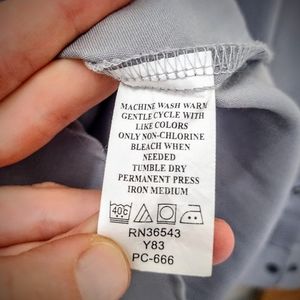 MACHINE WASH WARM
GENTLE CYCLE WITH
LIKE COLORS
ONLY NON-CHLORINE
BLEACH WHEN
NEEDED
TUMBLE DRY
PERMANENT PRESS
IRON MEDIUM
40C
RN36543
Y83
PC-666